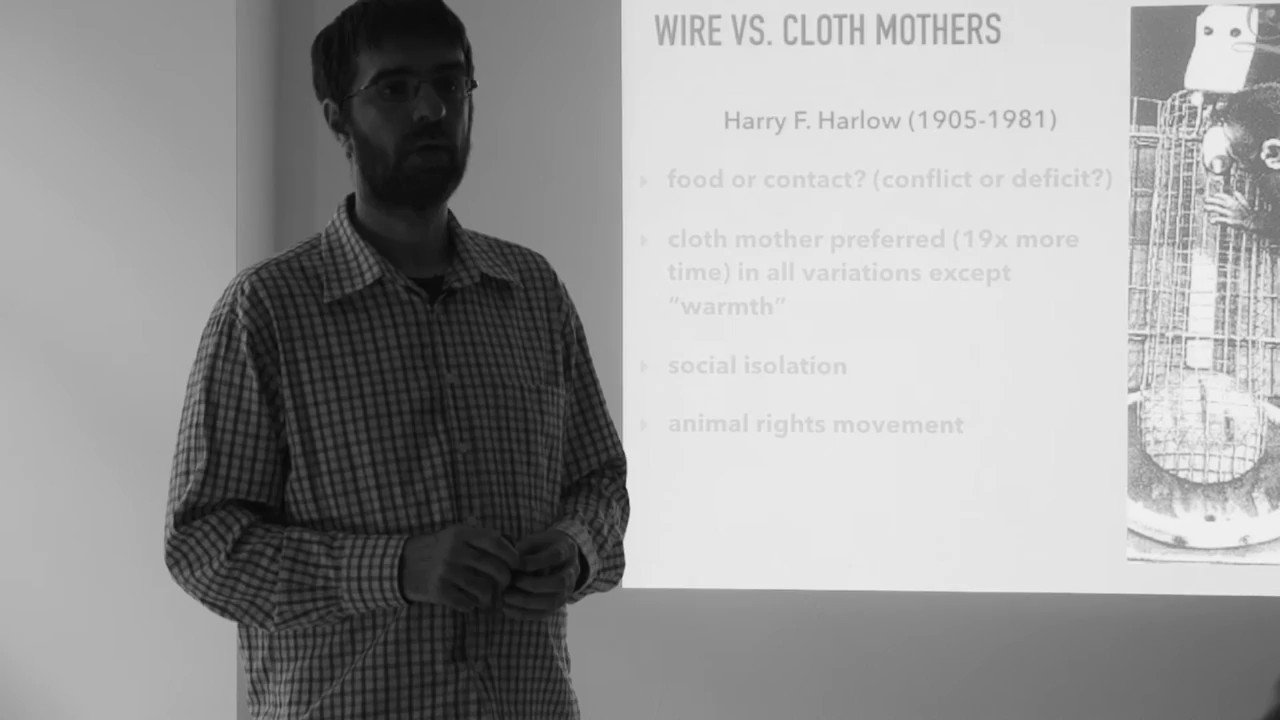 WIRE VS. CLOTH MOTHERS
Harry F. Harlow (1905-1981)
food or contact? (conflict or deficit?)
cloth mother preferred (19x more
time) in all variations except
“warmth”
social isolation
animal rights movement